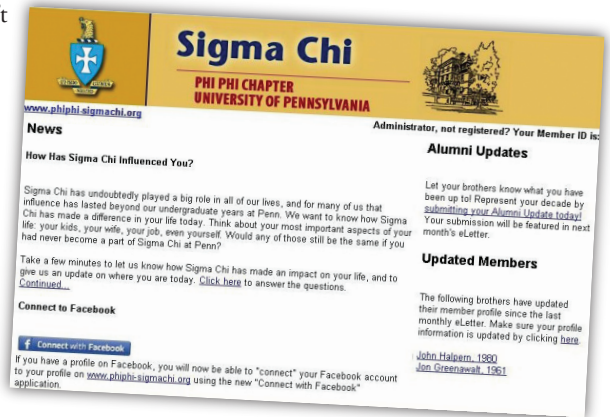 ft
Sigma Chi
PHI PHI CHAPTER
UNIVERSITY OF PENNSYLVANIA
www.phiphi-sigmachi.org
Administrator, not registered? Your Member ID is:
News
How Has Sigma Chi Influenced You?
Sigma Chi has undoubtedly played a big role in all of our lives, and for many of us that
influence has lasted beyond our undergraduate years at Penn. We want to know how Sigma
Chi has made a difference in your life today. Think about your most important aspects of your
life: your kids, your wife, your job, even yourself. Would any of those still be the same if you
had never become a part of Sigma Chi at Penn?
Take a few minutes to let us know how Sigma Chi has made an impact on your life, and to
give us an update on where you are today. Click here to answer the questions.
Continued...
Connect to Facebook
f Connect with Facebook
If you have a profile on Facebook, you will now be able to "connect" your Facebook account
to your profile on www.phiphi-sigmachi.org using the new "Connect with Facebook"
application.
Alumni Updates
Let your brothers know what you have
been up to! Represent your decade by
submitting your Alumni Update today!
Your submission will be featured in next
month's eLetter.
Updated Members
The following brothers have updated
their member profile since the last
monthly eLetter. Make sure your profile
information is updated by clicking here.
John Halpern, 1980
Jon Greenawalt, 1961